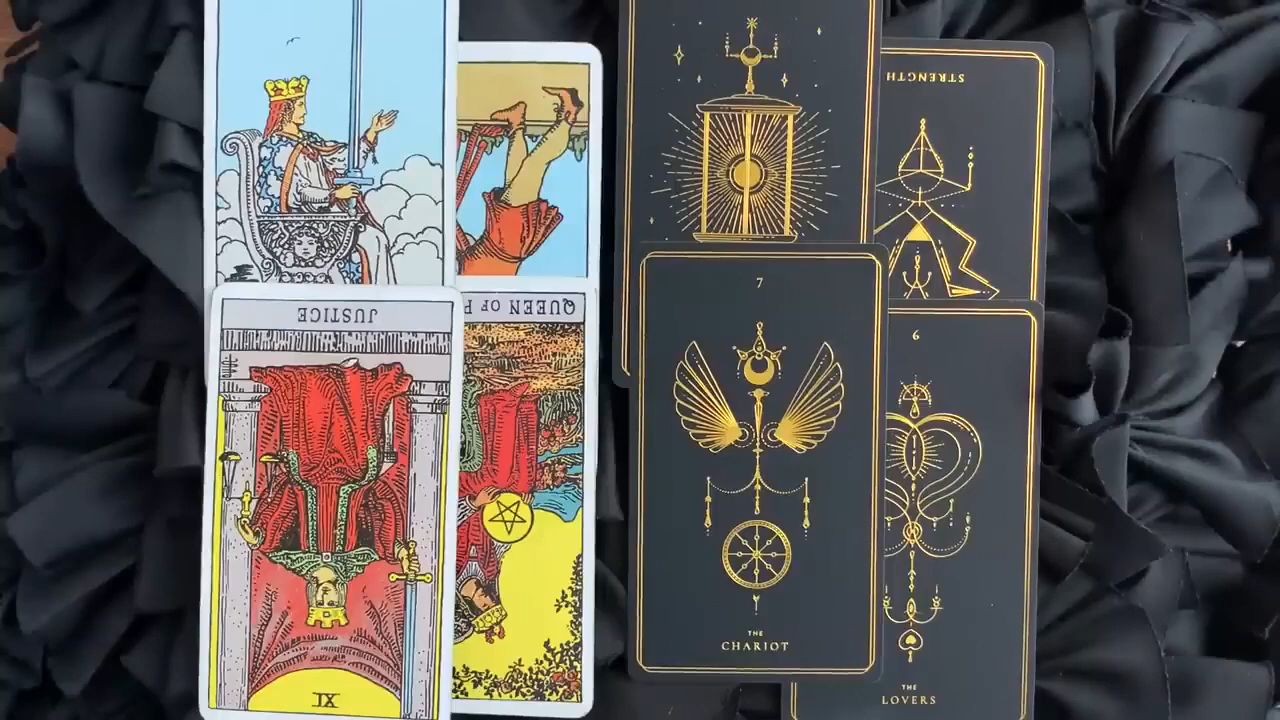 JUSTICE
XI
QUEEN OF
STRENGTH
7
THE
CHARIOT
6
THE
LOVERS